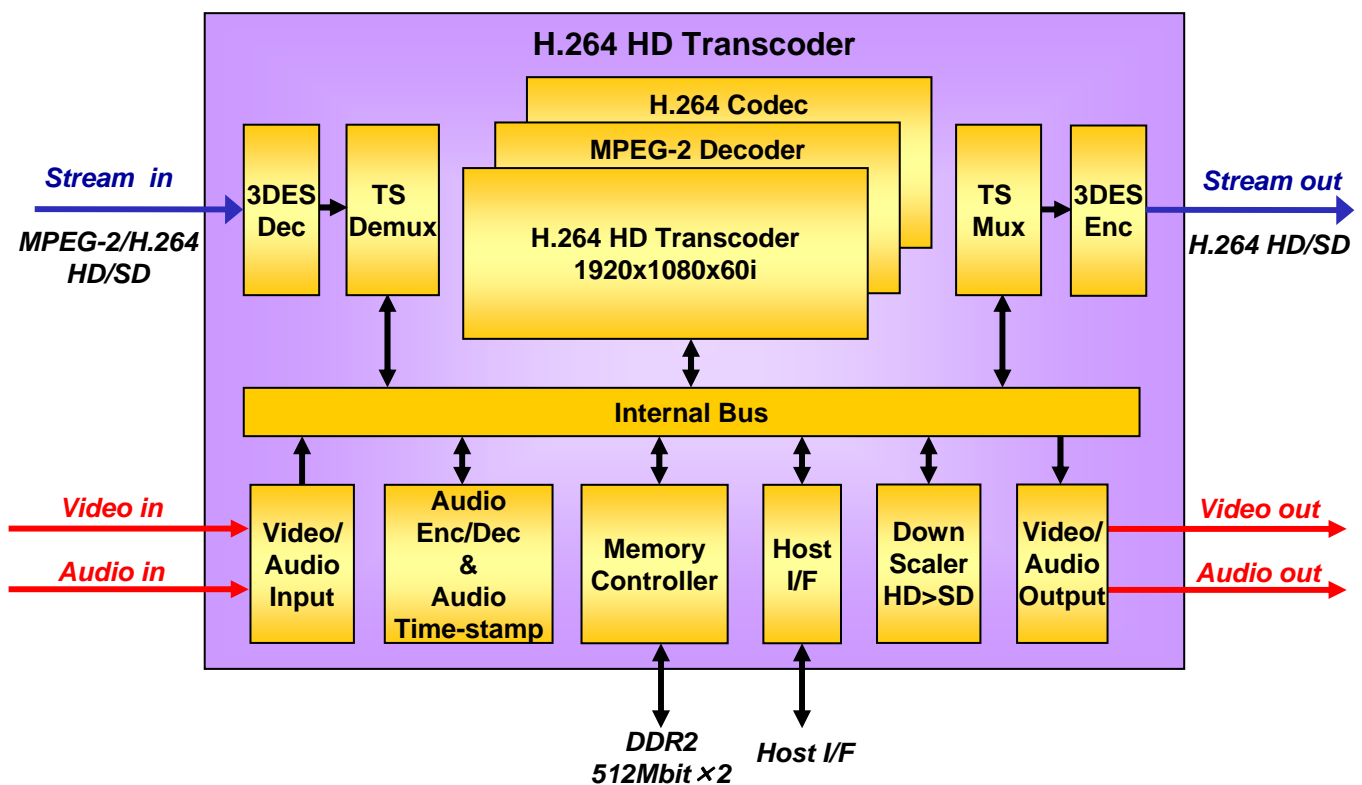 H.264 HD Transcoder
H.264 Codec
MPEG-2 Decoder
H.264 HD Transcoder
1920x1080x60i
Stream in
MPEG-2/H.264
HD/SD
3DES
Dec
TS
Demux
TS
Mux
3DES
Enc
Stream out
H.264 HD/SD
Internal Bus
Video in
Audio in
Video/
Audio
Input
Audio
Enc/Dec
&
Audio
Time-stamp
Memory
Controller
Host
I/F
Down
Scaler
HD>SD
Video/
Audio
Output
Video out
Audio out
DDR2
512Mbit×2
Host I/F